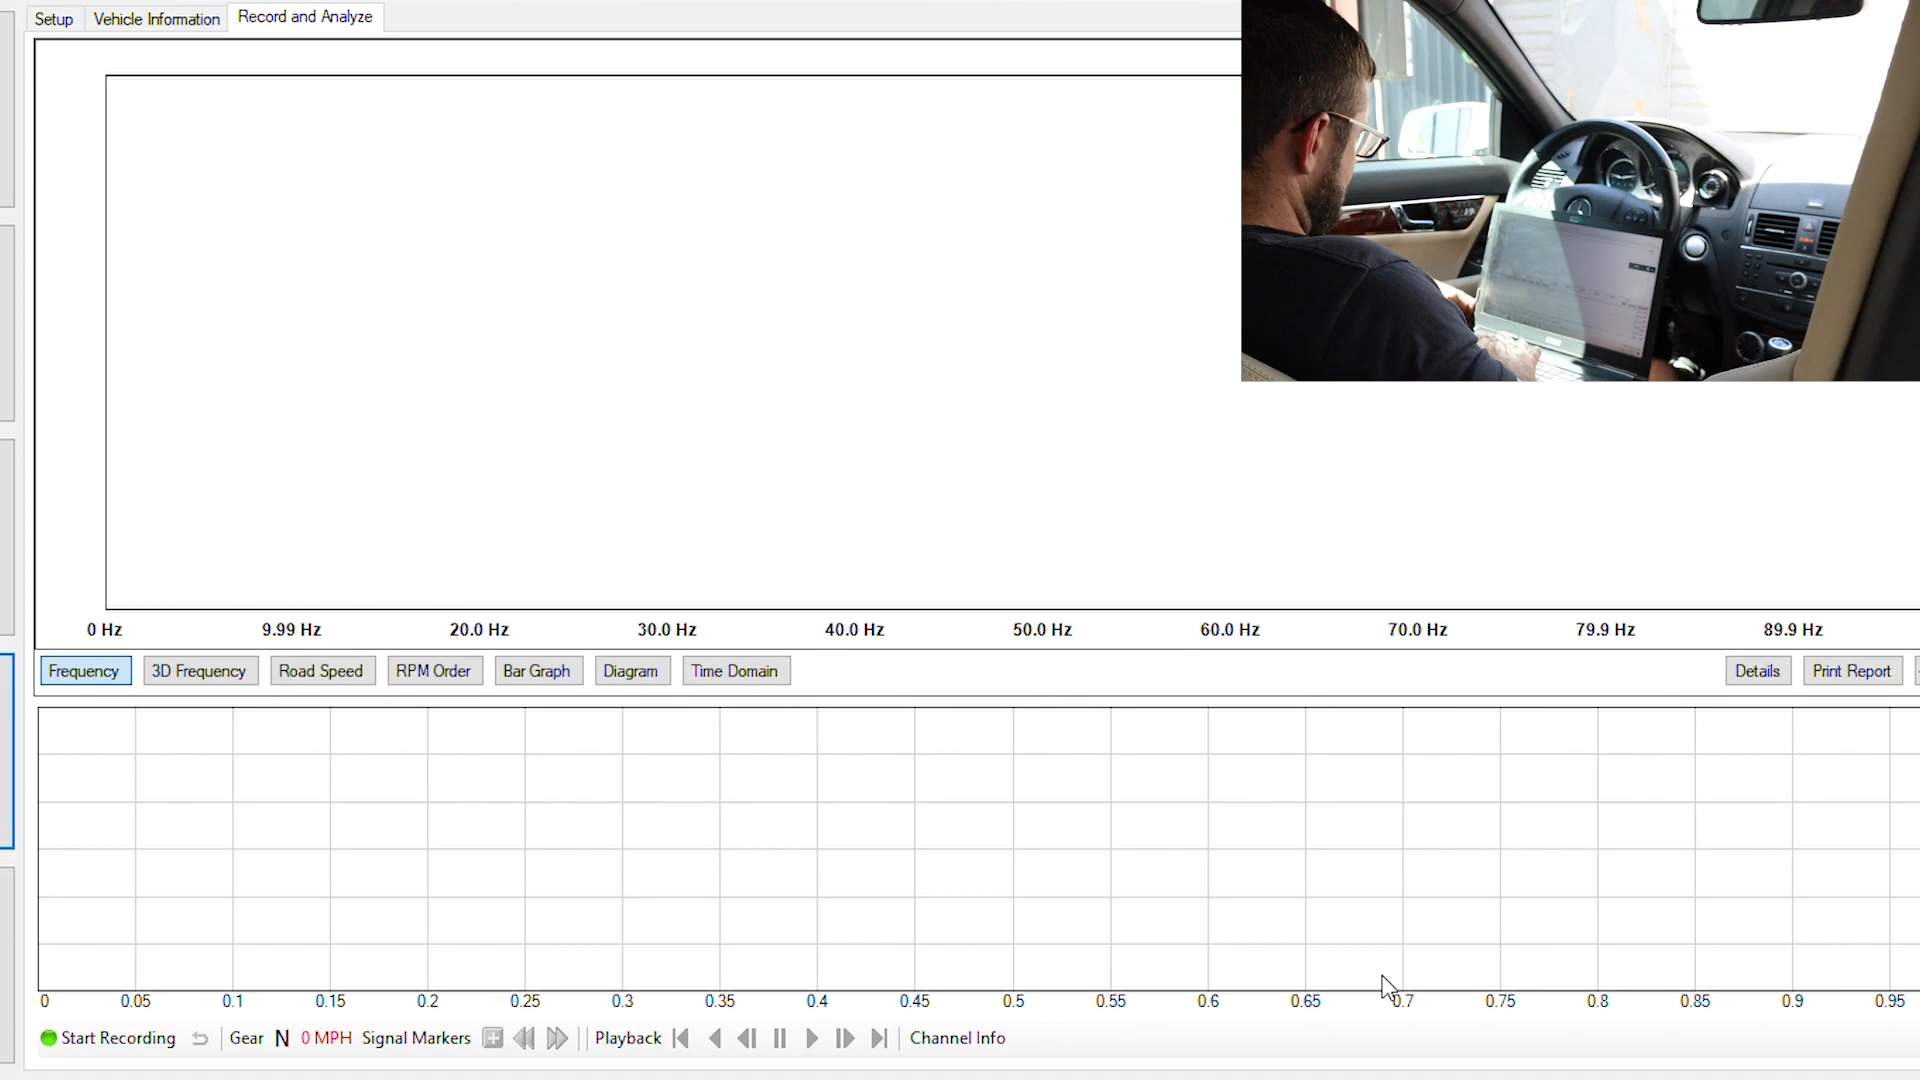 Setup Vehicle Information Record and Analyze
0 Hz 9.99 Hz 20.0 Hz 30.0 Hz 40.0 Hz 50.0 Hz 60.0 Hz 70.0 Hz 79.9 Hz 89.9 Hz
Frequency 3D Frequency Road Speed RPM Order Bar Graph Diagram Time Domain Details Print Report
0 0.05 0.1 0.15 0.2 0.25 0.3 0.35 0.4 0.45 0.5 0.55 0.6 0.65 0.7 0.75 0.8 0.85 0.9 0.95
Start Recording Gear N 0 MPH Signal Markers Playback Channel Info